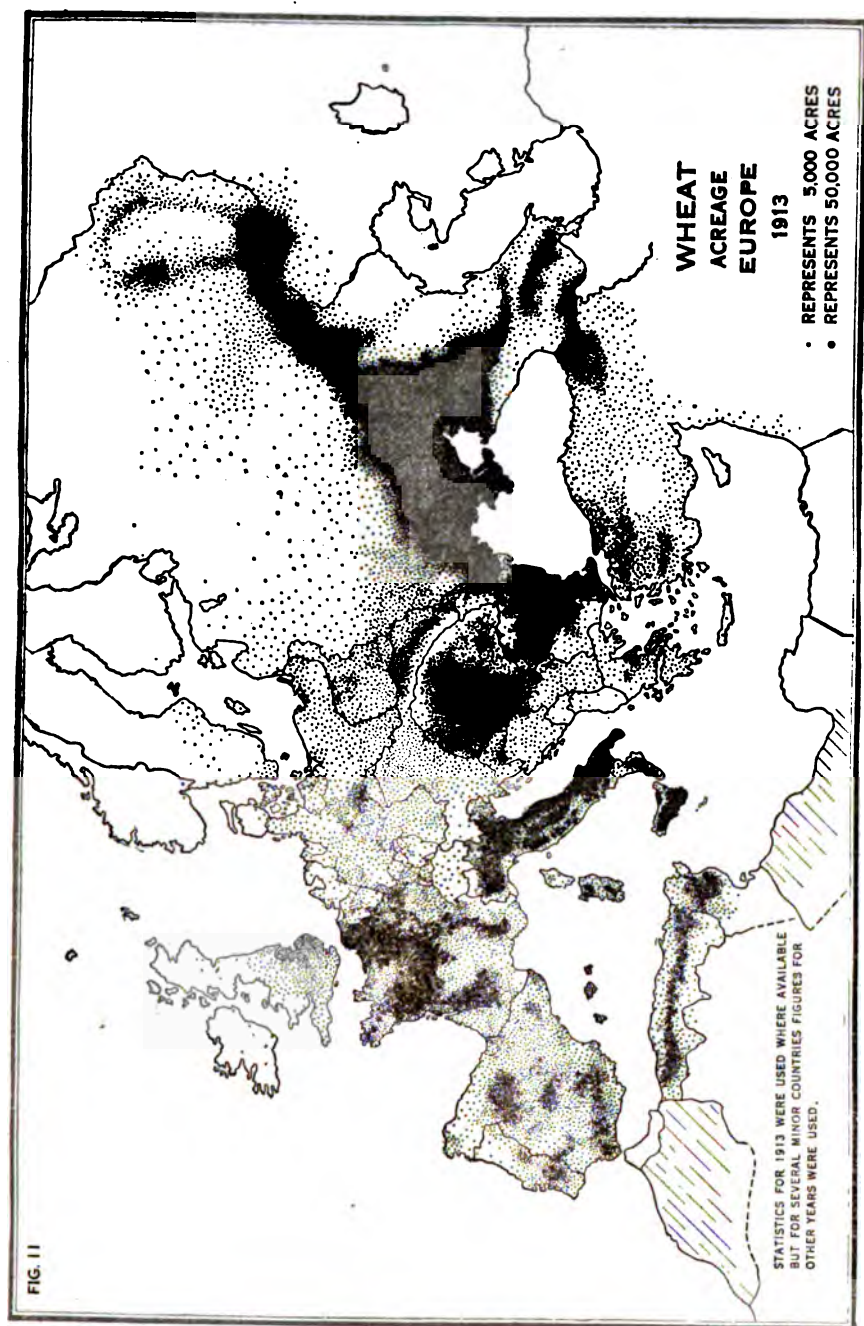 FIG. 11
WHEAT
ACREAGE
EUROPE
1913
· REPRESENTS 5,000 ACRES
• REPRESENTS 50,000 ACRES
STATISTICS FOR 1913 WERE USED WHERE AVAILABLE
BUT FOR SEVERAL MINOR COUNTRIES FIGURES FOR
OTHER YEARS WERE USED.